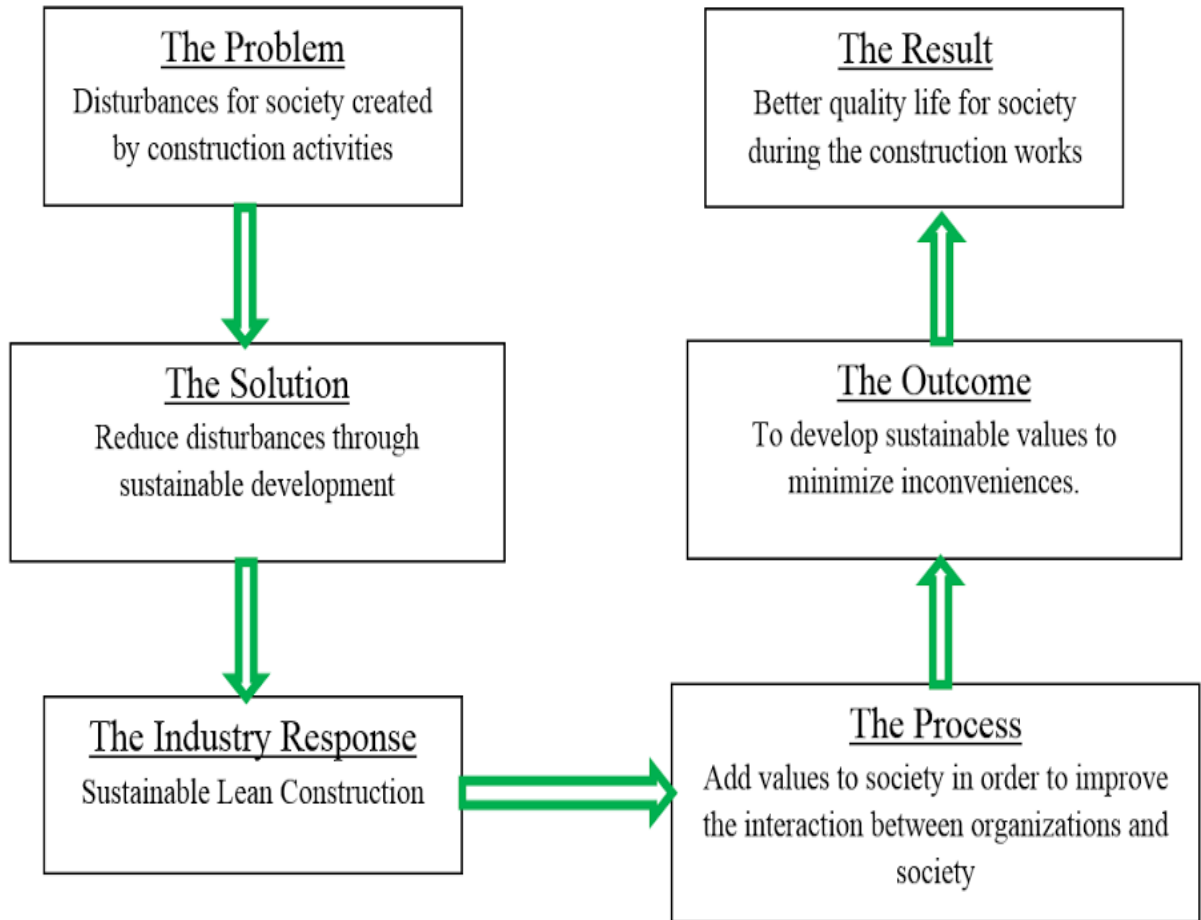 The Problem
Disturbances for society created
by construction activities
The Solution
Reduce disturbances through
sustainable development
The Industry Response
Sustainable Lean Construction
The Process
Add values to society in order to improve
the interaction between organizations and
society
The Outcome
To develop sustainable values to
minimize inconveniences.
The Result
Better quality life for society
during the construction works